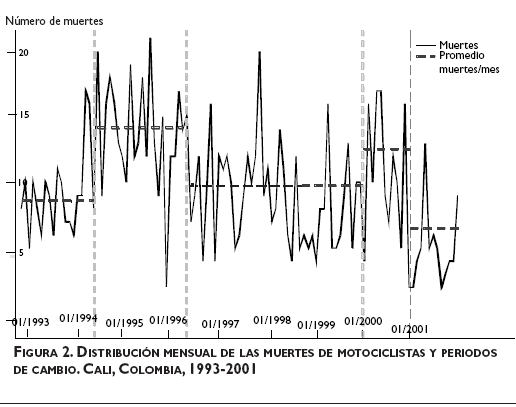 Número de muertes
Muertes
Promedio
muertes/mes
20
15
10
5
0
01/1993
01/1994
01/1995
01/1996
01/1997
01/1998
01/1999
01/2000
01/2001
FIGURA 2. DISTRIBUCIÓN MENSUAL DE LAS MUERTES DE MOTOCICLISTAS Y PERIODOS
DE CAMBIO. CALI, COLOMBIA, 1993-2001